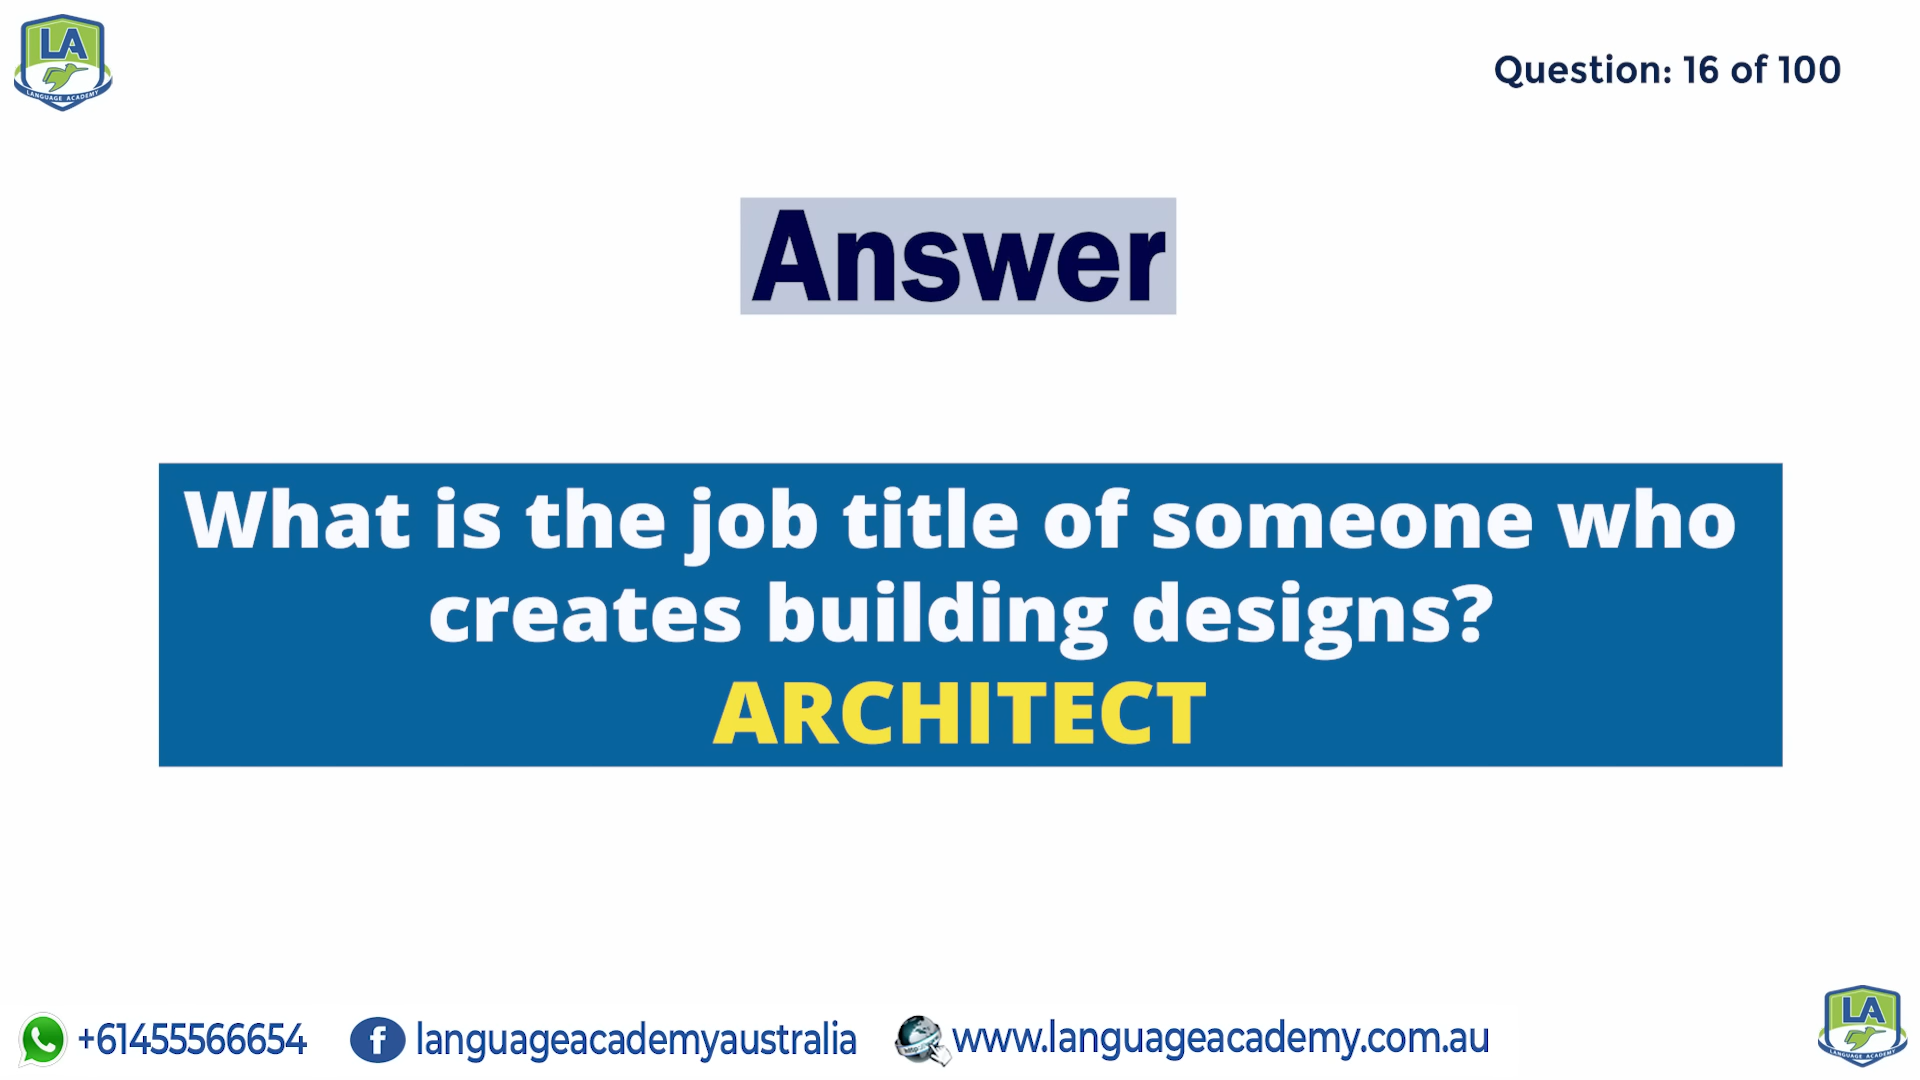 LA
LANGUAGE ACADEMY
Question: 16 of 100
Answer
What is the job title of someone who
creates building designs?
ARCHITECT
+61455566654
f languageacademyaustralia
http www.languageacademy.com.au
LA
LANGUAGE ACADEMY